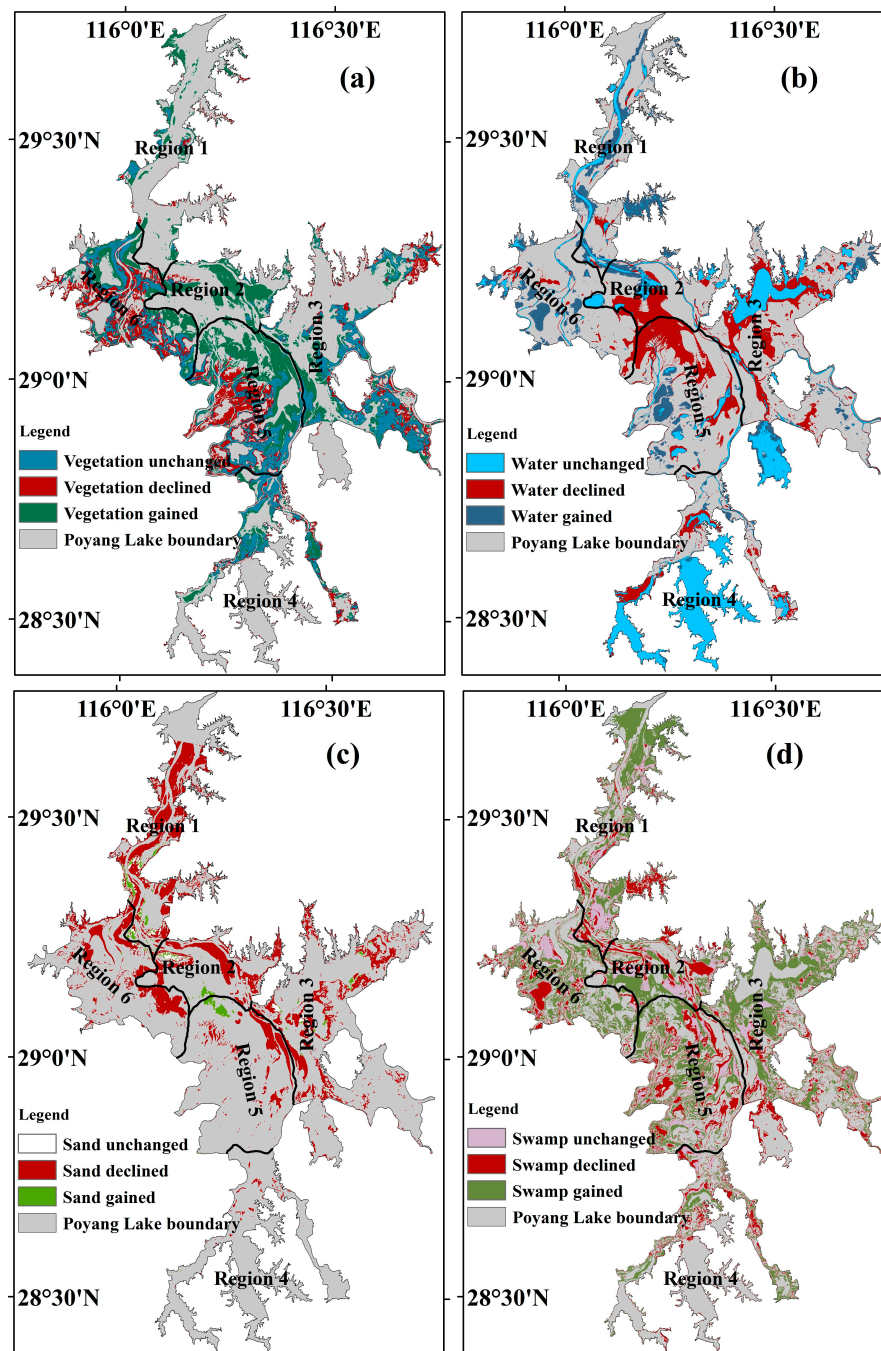 116°0'E 116°30'E
(a)
29°30'N
Region 1
Region 2
Region 3
Region 6
29°0'N
Region 5
Legend
Vegetation unchanged
Vegetation declined
Vegetation gained
Poyang Lake boundary
Region 4
28°30'N
116°0'E 116°30'E
(b)
29°30'N
Region 1
Region 2
Region 3
Region 6
29°0'N
Region 5
Legend
Water unchanged
Water declined
Water gained
Poyang Lake boundary
Region 4
28°30'N
116°0'E 116°30'E
(c)
29°30'N
Region 1
Region 2
Region 3
Region 6
29°0'N
Region 5
Legend
Sand unchanged
Sand declined
Sand gained
Poyang Lake boundary
Region 4
28°30'N
116°0'E 116°30'E
(d)
29°30'N
Region 1
Region 2
Region 3
Region 6
29°0'N
Region 5
Legend
Swamp unchanged
Swamp declined
Swamp gained
Poyang Lake boundary
Region 4
28°30'N